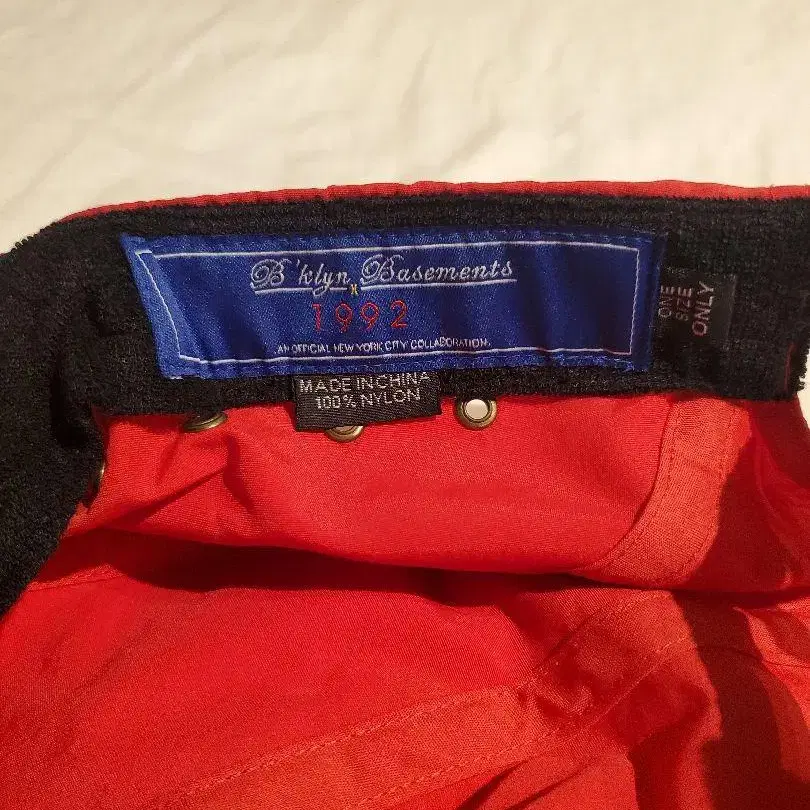 B'klyn x Basements
1992
AN OFFICIAL NEW YORK CITY COLLABORATION.
MADE IN CHINA
100% NYLON
ONE
SIZE
ONLY